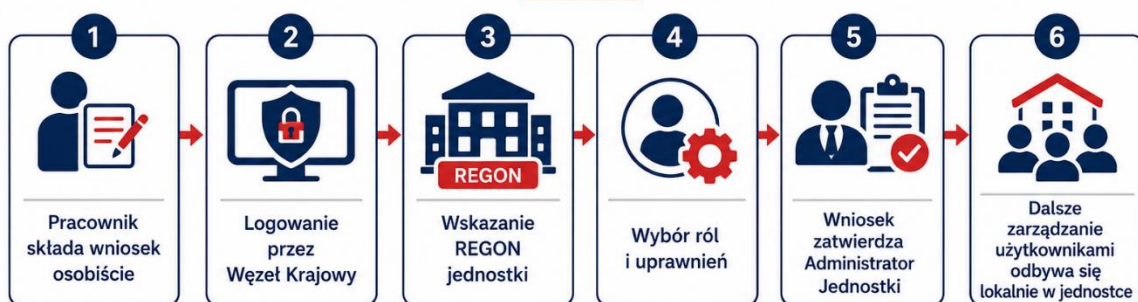 1
Pracownik
składa wniosek
osobiście
2
Logowanie
przez
Węzeł Krajowy
3
REGON
Wskazanie
REGON
jednostki
4
Wybór ról
i uprawnień
5
Wniosek
zatwierdza
Administrator
Jednostki
6
Dalsze
zarządzanie
użytkownikami
odbywa się
lokalnie w jednostce